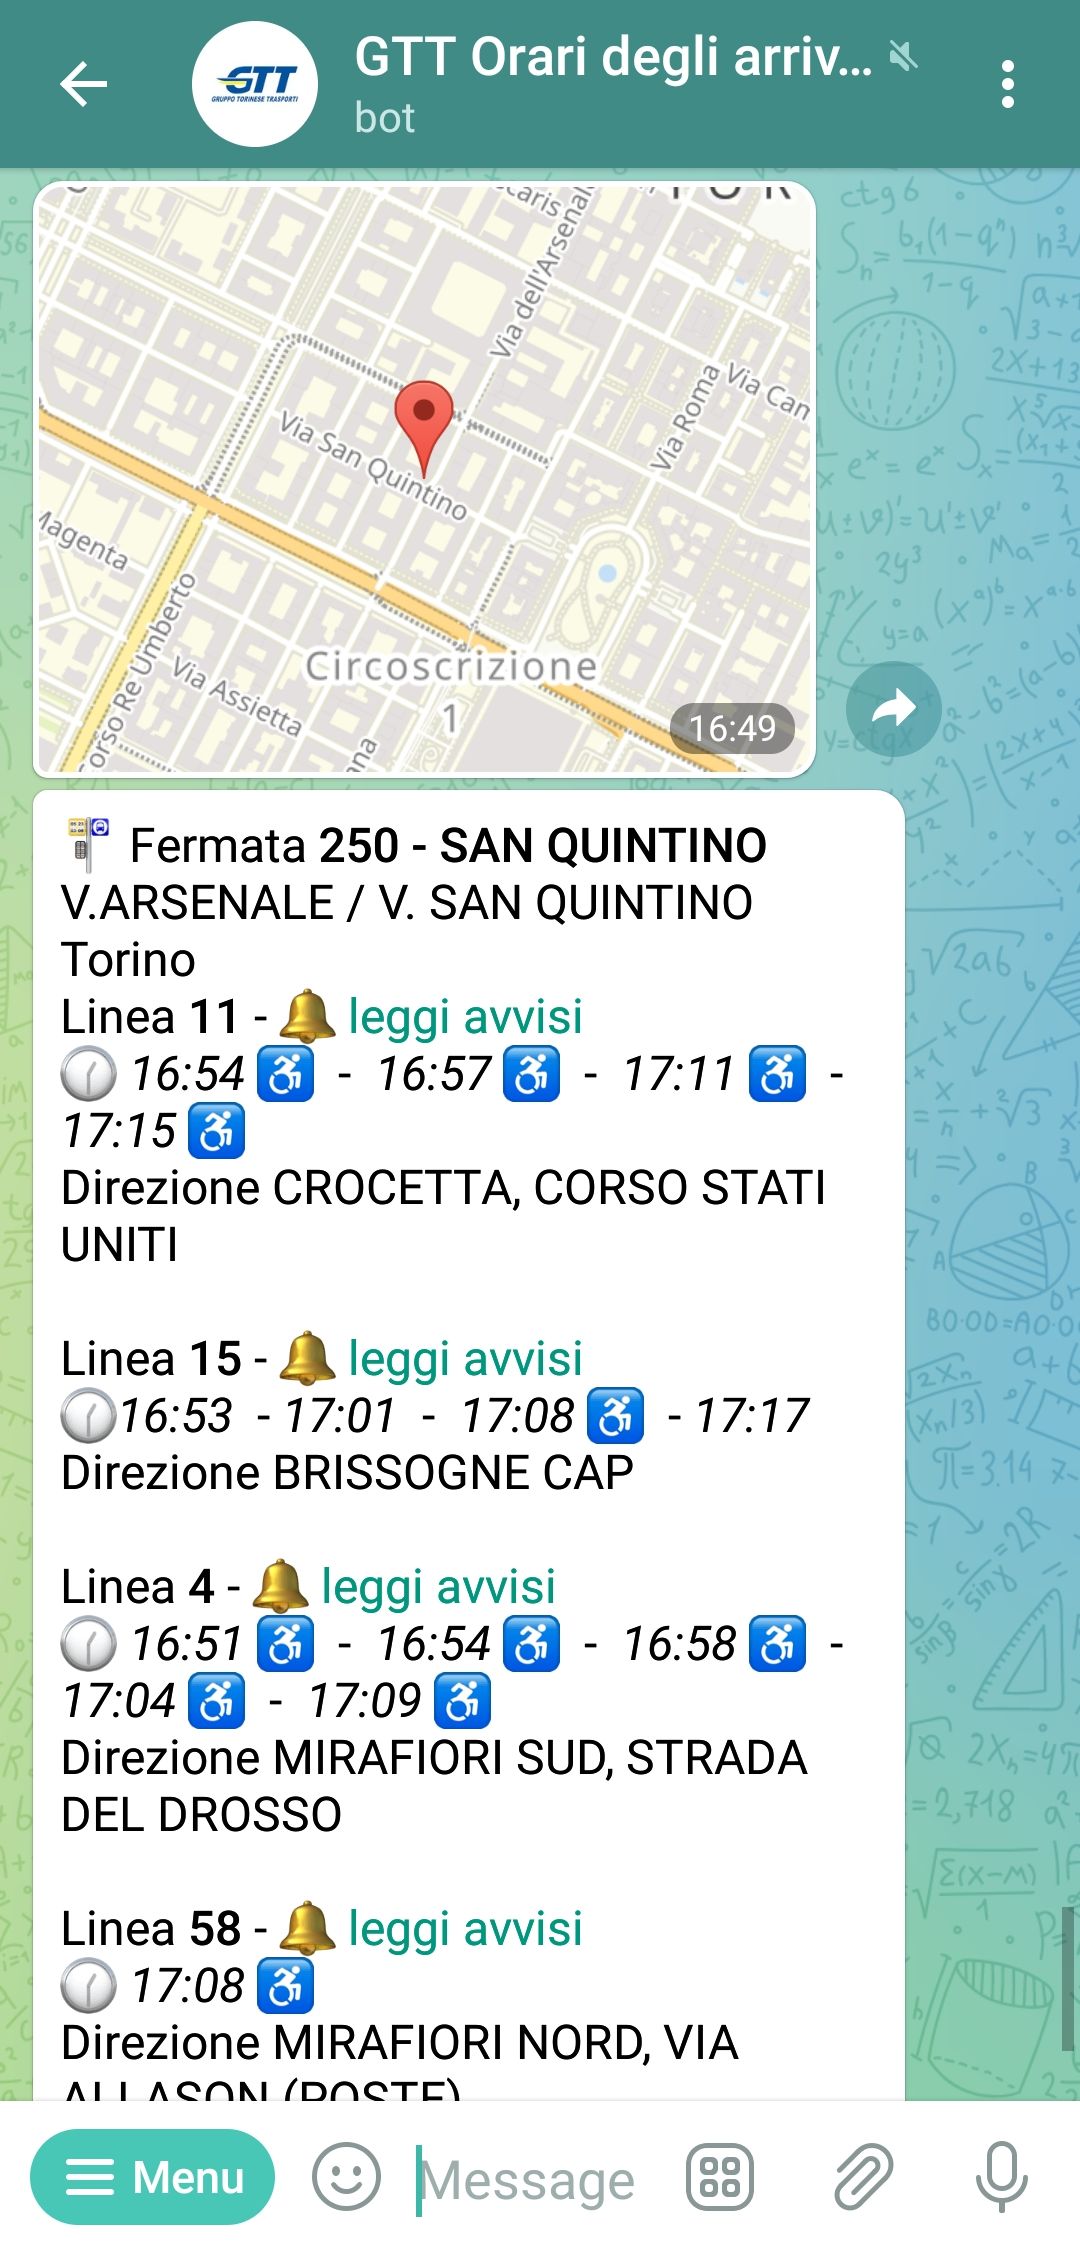 GTT Orari degli arriv...
bot
GTT
GRUPPO TORINESE TRASPORTI
Via dell'Arsenal
Via Roma
Via Can
Via San Quintino
Magenta
Corso Re Umberto
Via Assietta
Circoscrizione
1
16:49
Fermata 250 - SAN QUINTINO
V.ARSENALE / V. SAN QUINTINO
Torino
Linea 11 - 🔔 leggi avvisi
🕐 16:54 ♿ - 16:57 ♿ - 17:11 ♿ -
17:15 ♿
Direzione CROCETTA, CORSO STATI
UNITI
Linea 15 - 🔔 leggi avvisi
🕐 16:53 - 17:01 - 17:08 ♿ - 17:17
Direzione BRISSOGNE CAP
Linea 4 - 🔔 leggi avvisi
🕐 16:51 ♿ - 16:54 ♿ - 16:58 ♿ -
17:04 ♿ - 17:09 ♿
Direzione MIRAFIORI SUD, STRADA
DEL DROSSO
Linea 58 - 🔔 leggi avvisi
🕐 17:08 ♿
Direzione MIRAFIORI NORD, VIA
ALLASON (POSTE)
Menu
Message